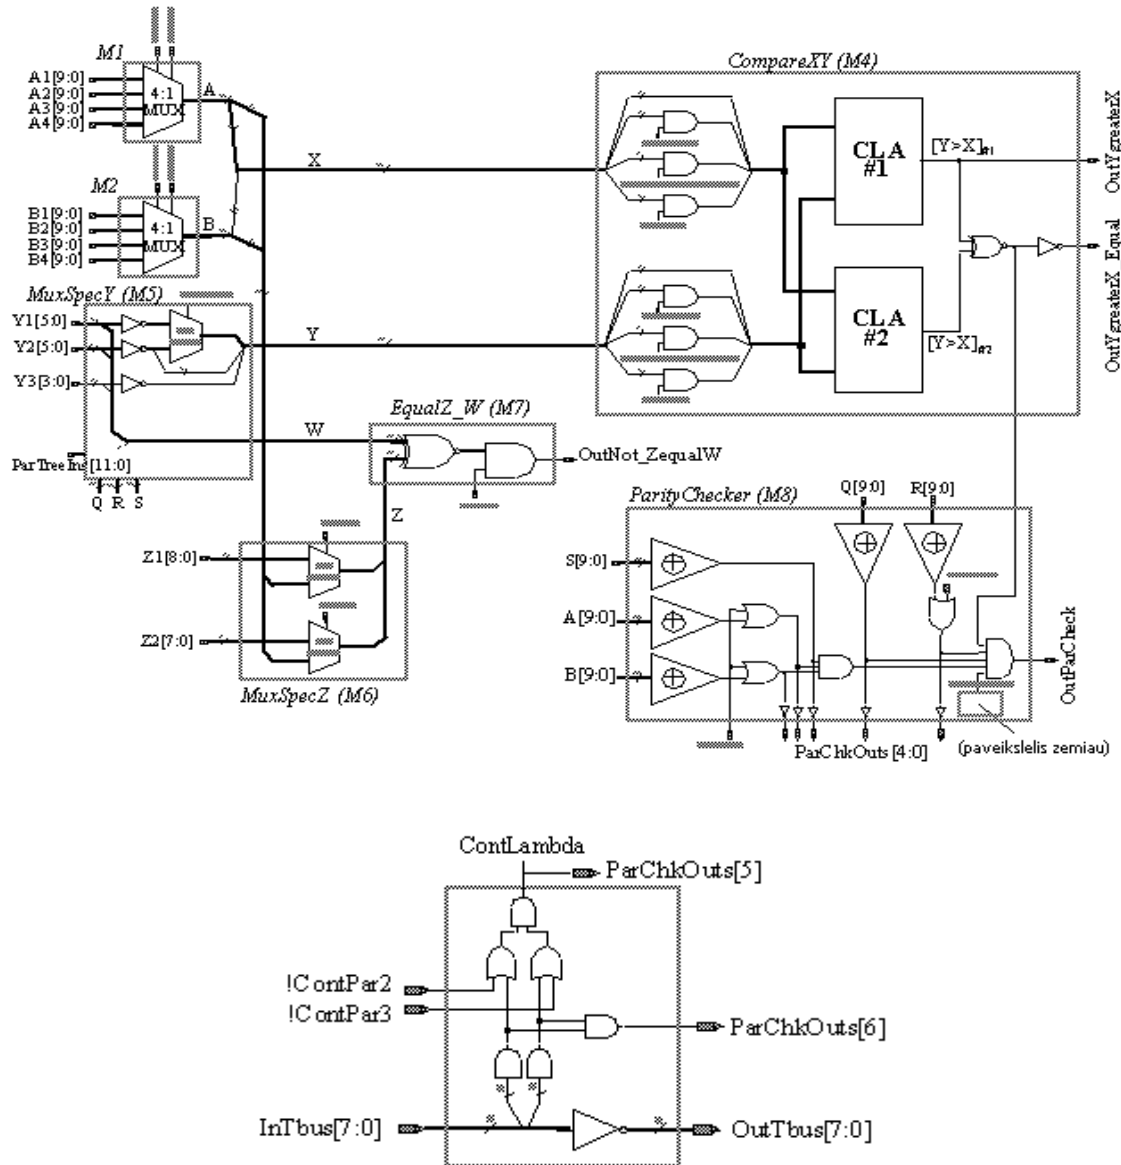 M1
A1[9:0]
A2[9:0]
A3[9:0]
A4[9:0]
4:1
MUX
A
M2
B1[9:0]
B2[9:0]
B3[9:0]
B4[9:0]
4:1
MUX
B
X
CompareXY (M4)
CLA
#1
[Y>X]#1
OutYgreaterX
CLA
#2
[Y>X]#2
OutYgreaterX_Equal
MuxSpecY (M5)
Y1[5:0]
Y2[5:0]
Y3[3:0]
Y
W
ParTreeIns[11:0]
Q R S
EqualZ_W (M7)
OutNot_ZequalW
Z
Z1[8:0]
Z2[7:0]
MuxSpecZ (M6)
ParityChecker (M8)
Q[9:0]
R[9:0]
S[9:0]
A[9:0]
B[9:0]
OutParCheck
ParChkOuts[4:0]
(paveikslelis zemiau)
ContLambda
ParChkOuts[5]
!ContPar2
!ContPar3
ParChkOuts[6]
InTbus[7:0]
OutTbus[7:0]